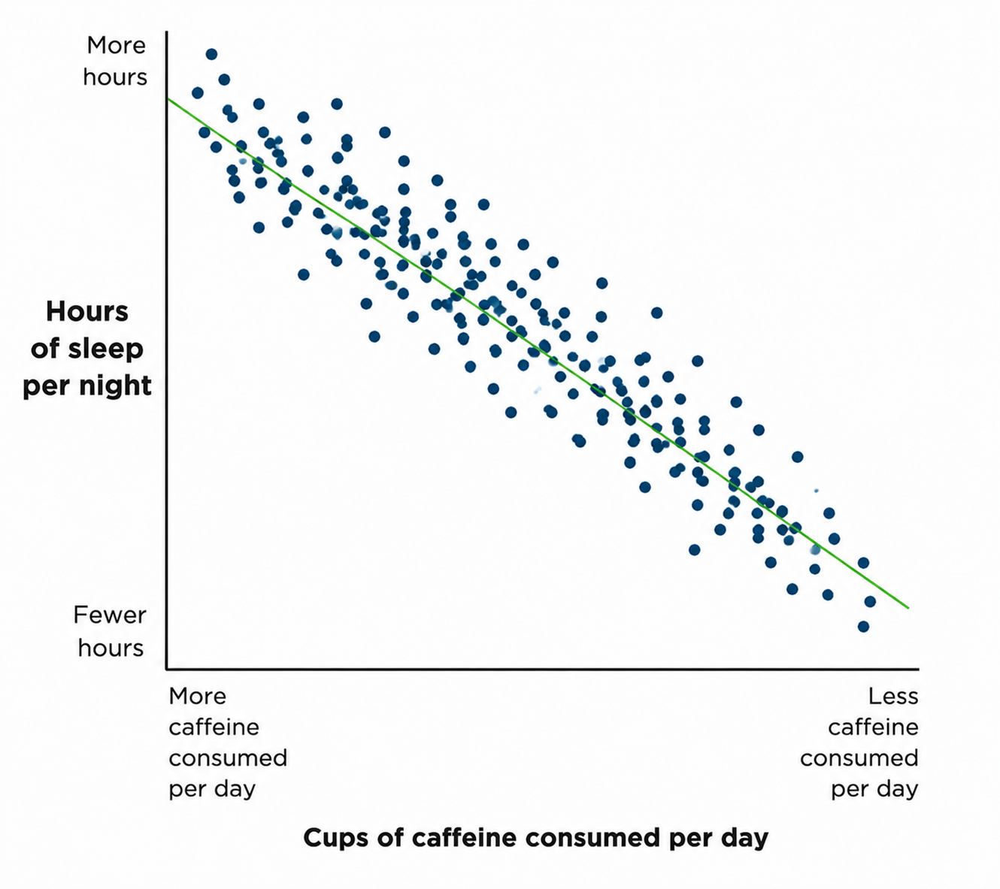 More
hours
Hours
of sleep
per night
Fewer
hours
More
caffeine
consumed
per day
Less
caffeine
consumed
per day
Cups of caffeine consumed per day